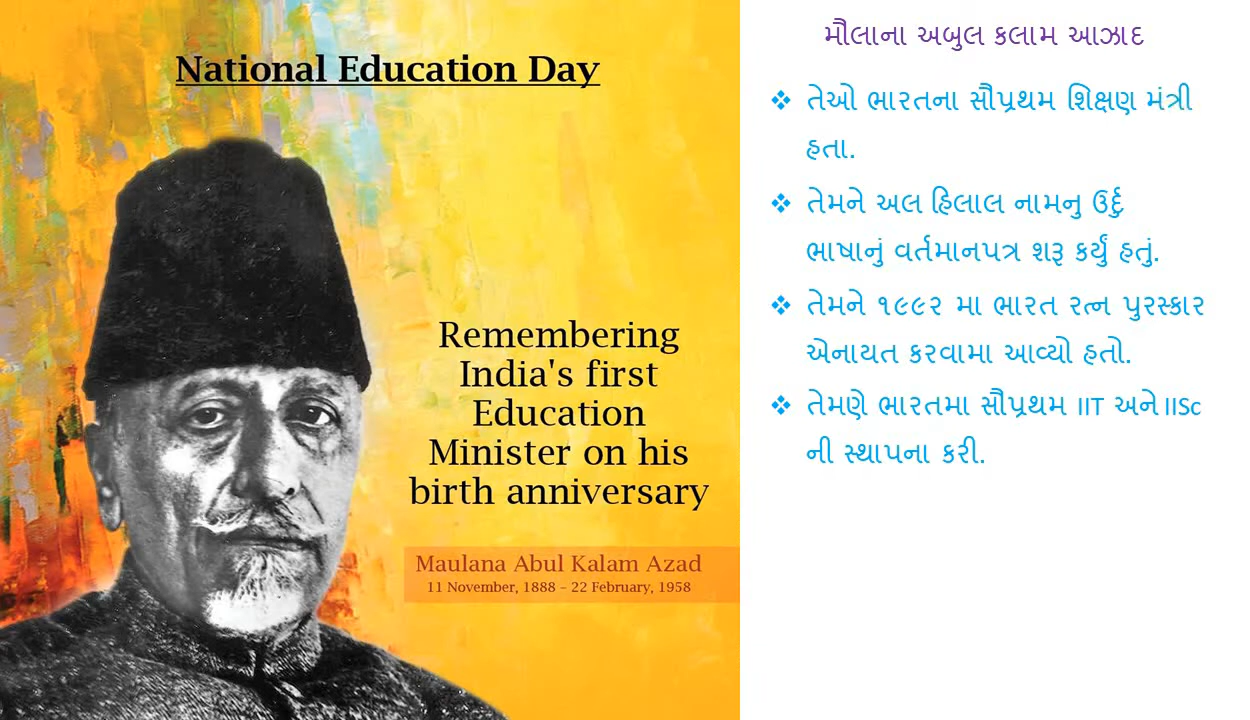 National Education Day
Remembering
India's first
Education
Minister on his
birth anniversary
Maulana Abul Kalam Azad
11 November, 1888 – 22 February, 1958
મૌલાના અબુલ કલામ આઝાદ
❖ તેઓ ભારતના સૌપ્રથમ શિક્ષણ મંત્રી
હતા.
❖ તેમને અલ હિલાલ નામનુ ઉર્દુ
ભાષાનું વર્તમાનપત્ર શરૂ કર્યું હતું.
❖ તેમને ૧૯૯૨ મા ભારત રત્ન પુરસ્કાર
એનાયત કરવામા આવ્યો હતો.
❖ તેમણે ભારતમા સૌપ્રથમ IIT અને IISc
ની સ્થાપના કરી.